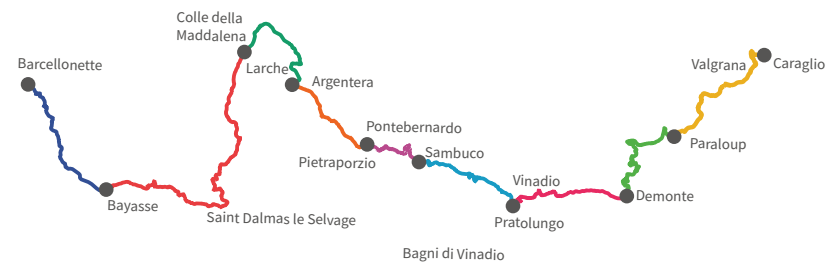 Colle della
Maddalena
Barcellonette
Larche
Argentera
Valgrana
Caraglio
Pontebernardo
Pietraporzio
Sambuco
Paraloup
Vinadio
Demonte
Bayasse
Saint Dalmas le Selvage
Pratolungo
Bagni di Vinadio